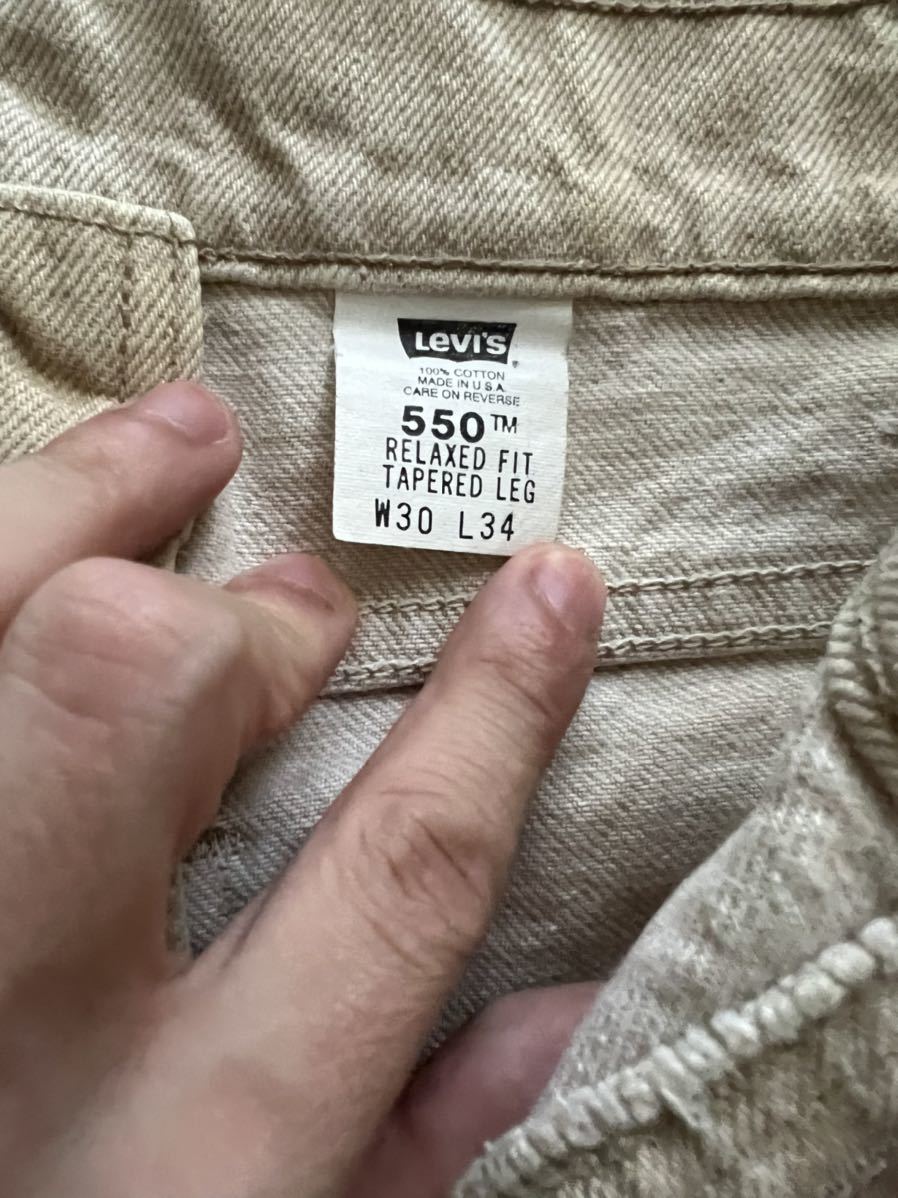 LEVI'S
100% COTTON
MADE IN U.S.A.
CARE ON REVERSE
550™
RELAXED FIT
TAPERED LEG
W30 L34